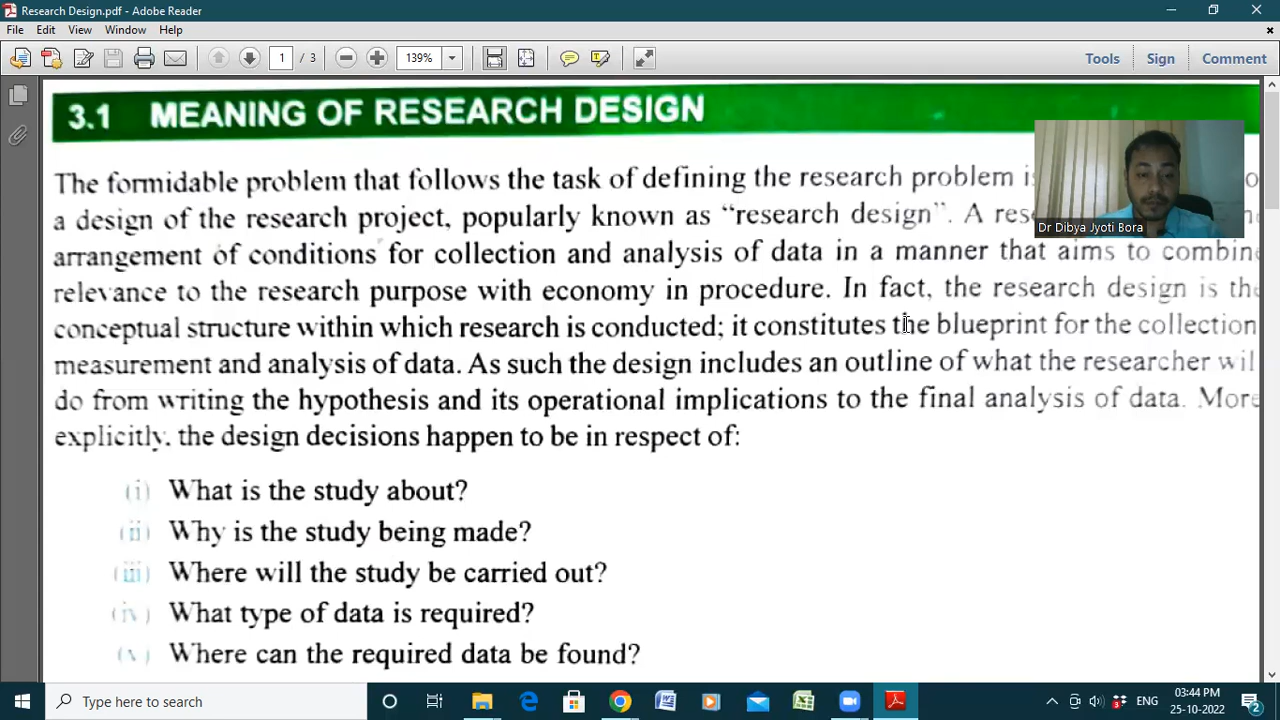 Research Design.pdf - Adobe Reader
File Edit View Window Help
1 / 3 139% Tools Sign Comment
3.1 MEANING OF RESEARCH DESIGN
The formidable problem that follows the task of defining the research problem
a design of the research project, popularly known as “research design”. A
arrangement of conditions for collection and analysis of data in a manner that aims to combin
relevance to the research purpose with economy in procedure. In fact, the research design is th
conceptual structure within which research is conducted; it constitutes the blueprint for the collection
measurement and analysis of data. As such the design includes an outline of what the researcher wil
do from writing the hypothesis and its operational implications to the final analysis of data. More
explicitly, the design decisions happen to be in respect of:
(i) What is the study about?
(ii) Why is the study being made?
(iii) Where will the study be carried out?
(iv) What type of data is required?
(v) Where can the required data be found?
Dr Dibya Jyoti Bora
Type here to search
3 ENG 03:44 PM
25-10-2022 2